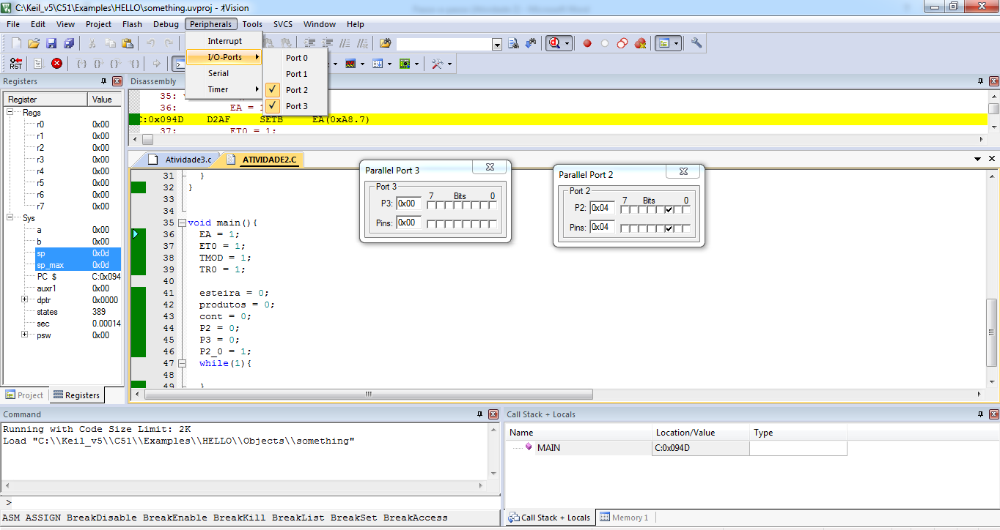 C:\Keil_v5\C51\Examples\HELLO\something.uvproj - µVision
File Edit View Project Flash Debug Peripherals Tools SVCS Window Help
Interrupt
I/O-Ports
Serial
Timer
Port 0
Port 1
Port 2
Port 3
RST
Registers
Register Value
Regs
r0 0x00
r1 0x00
r2 0x00
r3 0x00
r4 0x00
r5 0x00
r6 0x00
r7 0x00
Sys
a 0x00
b 0x00
sp 0x0d
sp_max 0x0d
PC $ C:0x094
auxr1 0x00
dptr 0x0000
states 389
sec 0.00014
psw 0x00
Project Registers
Disassembly
35:
36: EA = 1
C:0x094D D2AF SETB EA(0xA8.7)
37: ET0 = 1;
Atividade3.c ATIVIDADE2.C
31 }
32 }
33
34
35 void main(){
36 EA = 1;
37 ET0 = 1;
38 TMOD = 1;
39 TR0 = 1;
40
41 esteira = 0;
42 produtos = 0;
43 cont = 0;
44 P2 = 0;
45 P3 = 0;
46 P2_0 = 1;
47 while(1){
48
49 }
Parallel Port 3
Port 3
7 Bits 0
P3: 0x00
Pins: 0x00
Parallel Port 2
Port 2
7 Bits 0
P2: 0x04
Pins: 0x04
Command
Running with Code Size Limit: 2K
Load "C:\\Keil_v5\\C51\\Examples\\HELLO\\Objects\\something"
>
ASM ASSIGN BreakDisable BreakEnable BreakKill BreakList BreakSet BreakAccess
Call Stack + Locals
Name Location/Value Type
MAIN C:0x094D
Call Stack + Locals Memory 1